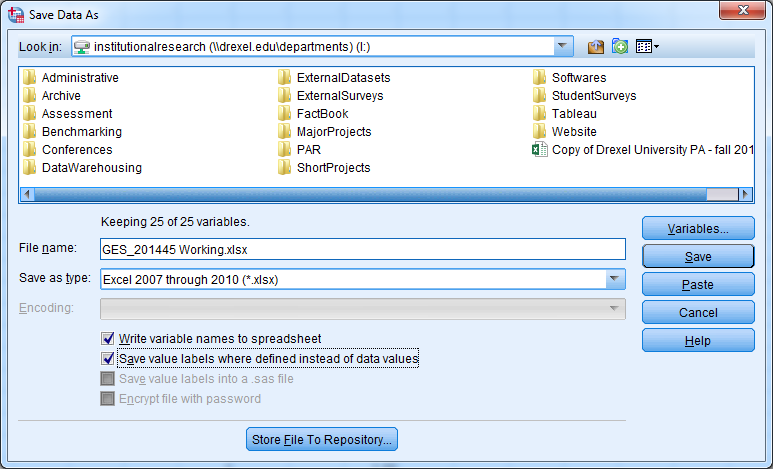 Save Data As
Look in: institutionalresearch (\\drexel.edu\departments) (I:)
Administrative
Archive
Assessment
Benchmarking
Conferences
DataWarehousing
ExternalDatasets
ExternalSurveys
FactBook
MajorProjects
PAR
ShortProjects
Softwares
StudentSurveys
Tableau
Website
Copy of Drexel University PA - fall 201
Keeping 25 of 25 variables.
File name: GES_201445 Working.xlsx
Save as type: Excel 2007 through 2010 (*.xlsx)
Encoding:
Write variable names to spreadsheet
Save value labels where defined instead of data values
Save value labels into a .sas file
Encrypt file with password
Variables...
Save
Paste
Cancel
Help
Store File To Repository...